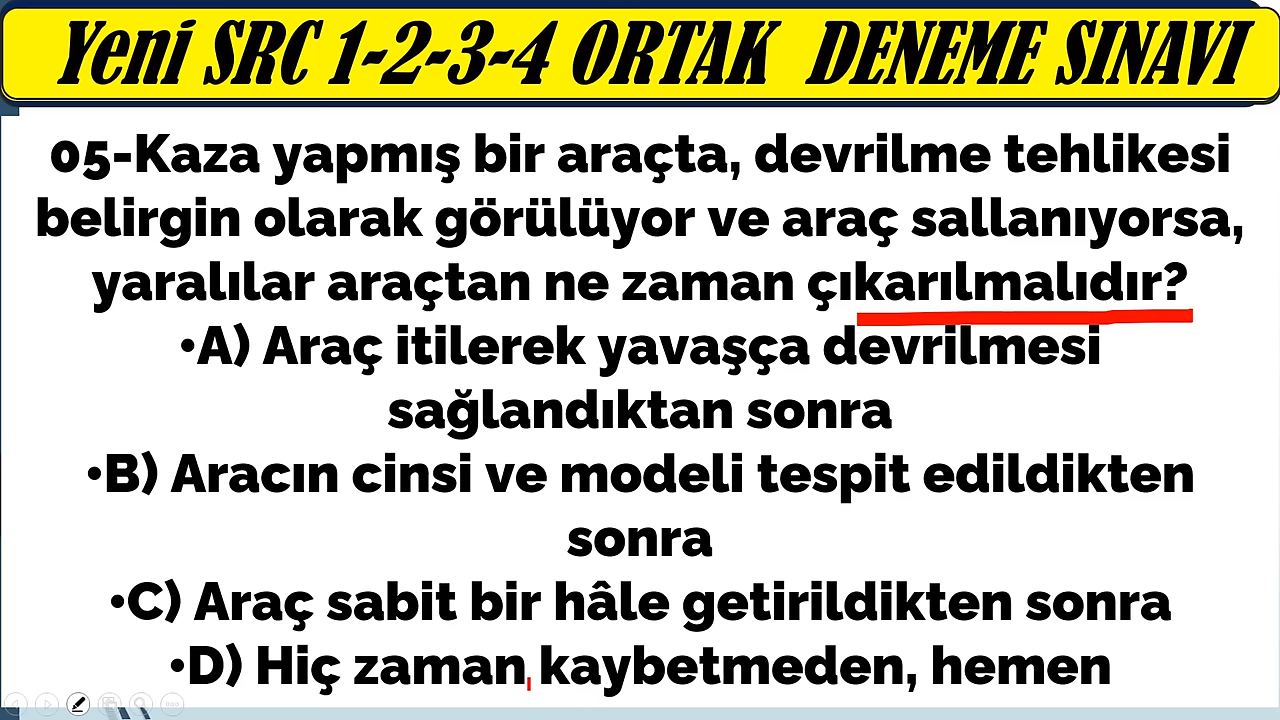 Yeni SRC 1-2-3-4 ORTAK DENEME SINAVI
05-Kaza yapmış bir araçta, devrilme tehlikesi
belirgin olarak görülüyor ve araç sallanıyorsa,
yaralılar araçtan ne zaman çıkarılmalıdır?
•A) Araç itilerek yavaşça devrilmesi
sağlandıktan sonra
•B) Aracın cinsi ve modeli tespit edildikten
sonra
•C) Araç sabit bir hâle getirildikten sonra
•D) Hiç zaman kaybetmeden, hemen